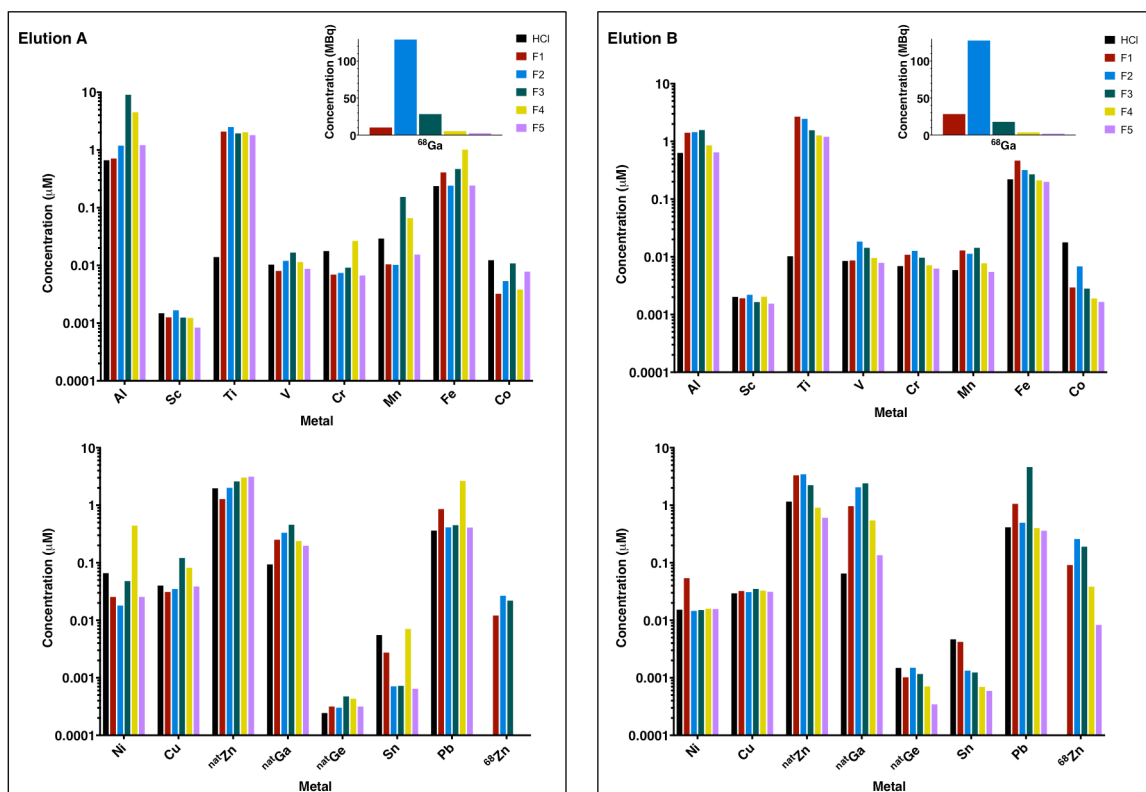 Elution A
Concentration (MBq)
100
50
0
⁶⁸Ga
HCl
F1
F2
F3
F4
F5
Concentration (µM)
10
1
0.1
0.01
0.001
0.0001
Al Sc Ti V Cr Mn Fe Co
Metal
Concentration (µM)
10
1
0.1
0.01
0.001
0.0001
Ni Cu ⁿᵃᵗZn ⁿᵃᵗGa ⁿᵃᵗGe Sn Pb ⁶⁸Zn
Metal
Elution B
Concentration (MBq)
100
50
0
⁶⁸Ga
HCl
F1
F2
F3
F4
F5
Concentration (µM)
10
1
0.1
0.01
0.001
0.0001
Al Sc Ti V Cr Mn Fe Co
Metal
Concentration (µM)
10
1
0.1
0.01
0.001
0.0001
Ni Cu ⁿᵃᵗZn ⁿᵃᵗGa ⁿᵃᵗGe Sn Pb ⁶⁸Zn
Metal